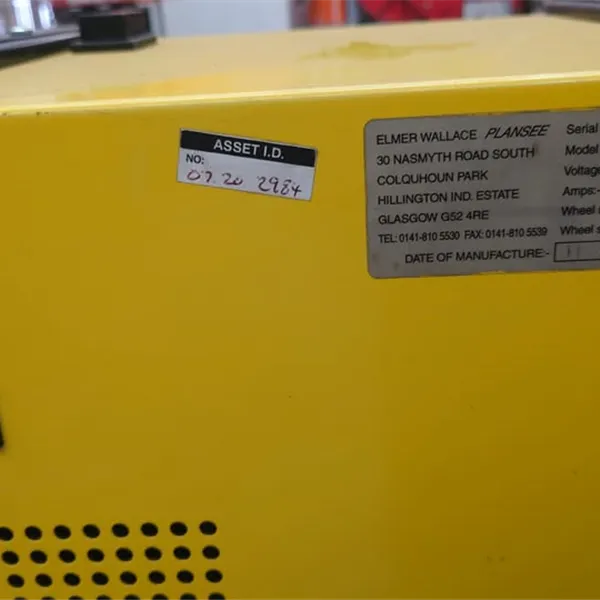 ASSET I.D.
NO:
07.20 2984
ELMER WALLACE PLANSEE
30 NASMYTH ROAD SOUTH
COLQUHOUN PARK
HILLINGTON IND. ESTATE
GLASGOW G52 4RE
TEL: 0141-810 5530 FAX: 0141-810 5539
DATE OF MANUFACTURE:-
Serial
Model
Voltage
Amps:-
Wheel
Wheel